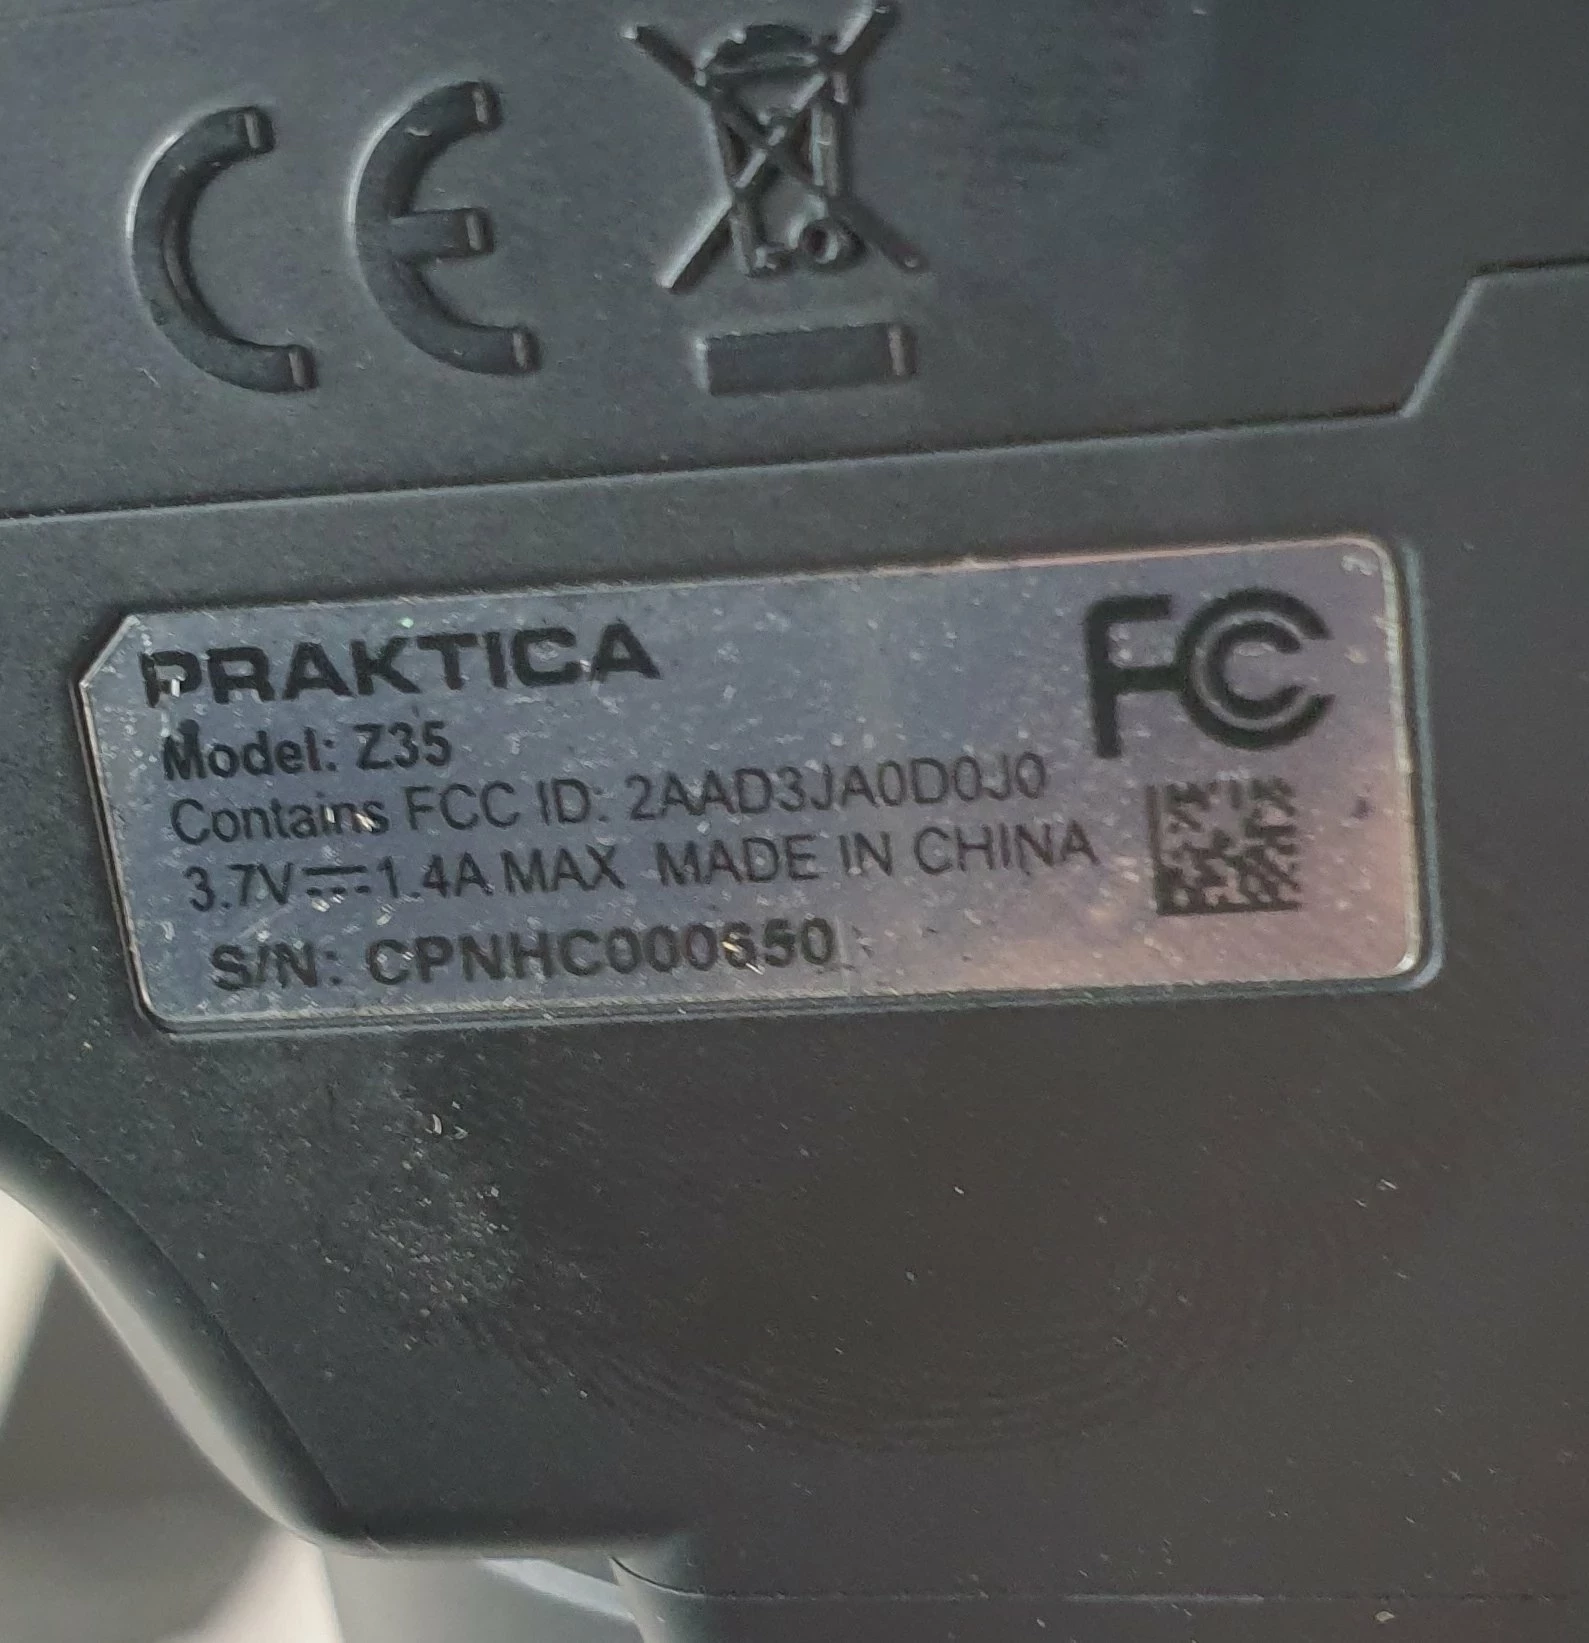 CE
PRAKTICA
FC
Model: Z35
Contains FCC ID: 2AAD3JA0D0J0
3.7V⎓1.4A MAX MADE IN CHINA
S/N: CPNHC000650